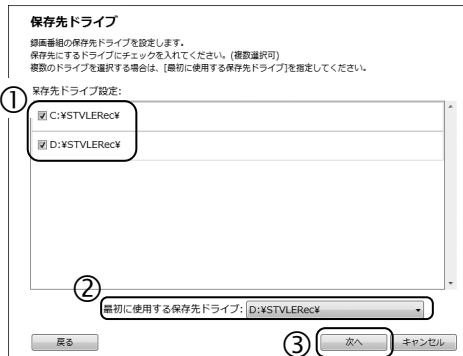 保存先ドライブ
録画番組の保存先ドライブを設定します。
保存先にするドライブにチェックを入れてください。(複数選択可)
複数のドライブを選択する場合は、[最初に使用する保存先ドライブ]を指定してください。
① 保存先ドライブ設定:
C:¥STVLERec¥
D:¥STVLERec¥
②
最初に使用する保存先ドライブ: D:¥STVLERec¥
戻る ③ 次へ キャンセル